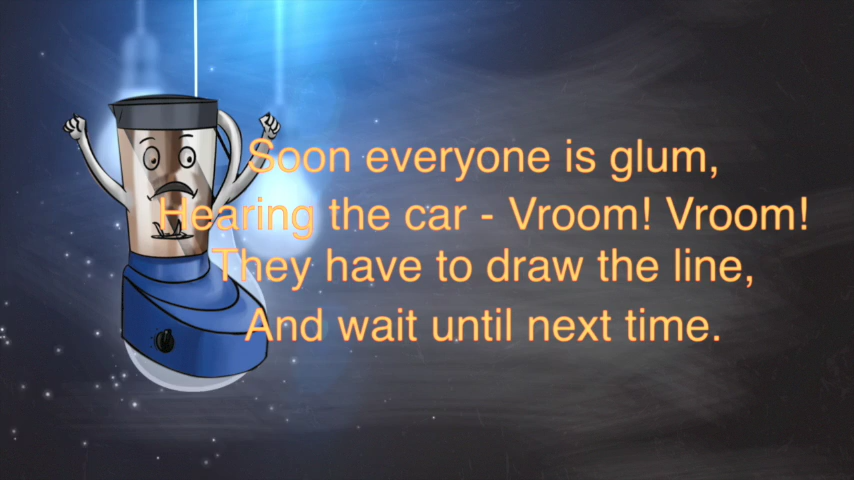 Soon everyone is glum,
Hearing the car - Vroom! Vroom!
They have to draw the line,
And wait until next time.